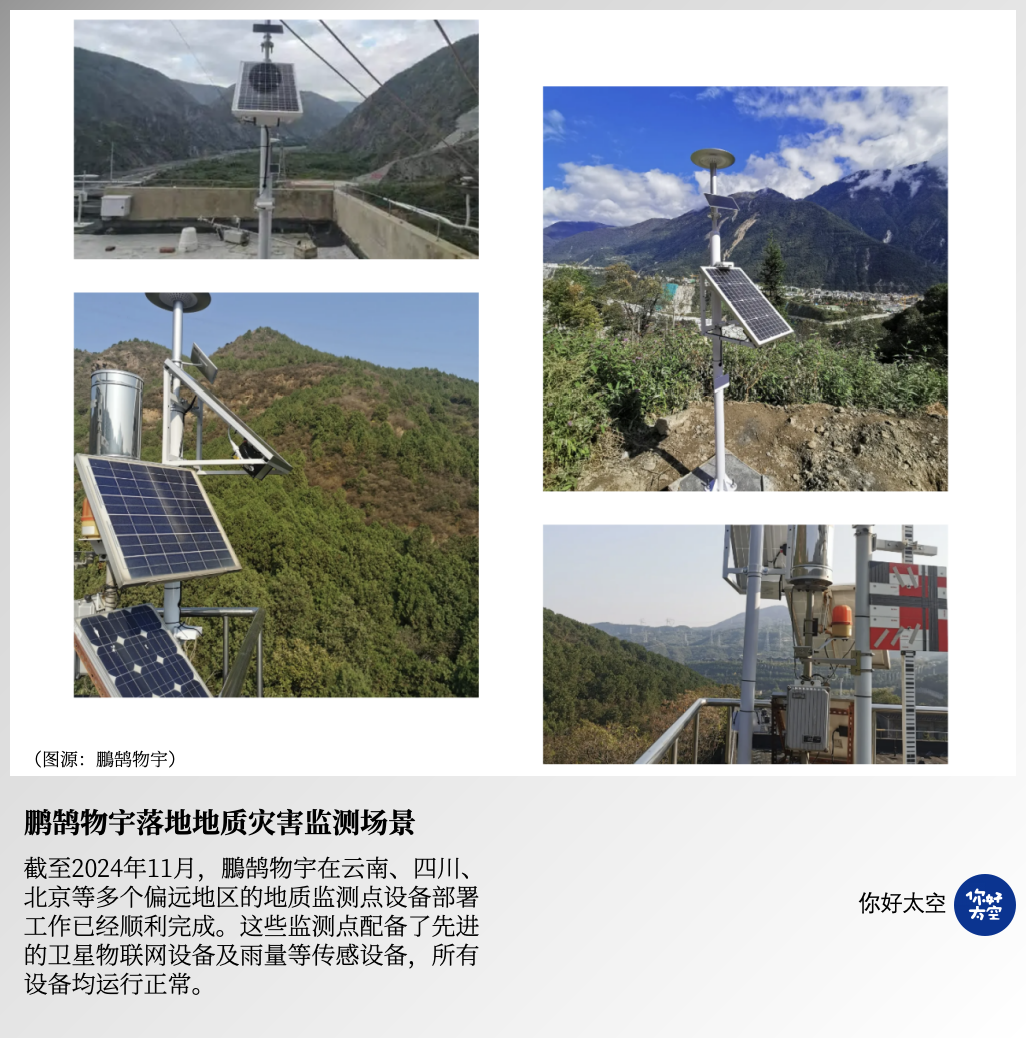 （图源：鵬鹄物宇）
鹏鹄物宇落地地质灾害监测场景
截至2024年11月，鵬鹄物宇在云南、四川、
北京等多个偏远地区的地质监测点设备部署
工作已经顺利完成。这些监测点配备了先进
的卫星物联网设备及雨量等传感设备，所有
设备均运行正常。
你好太空
你好
太空